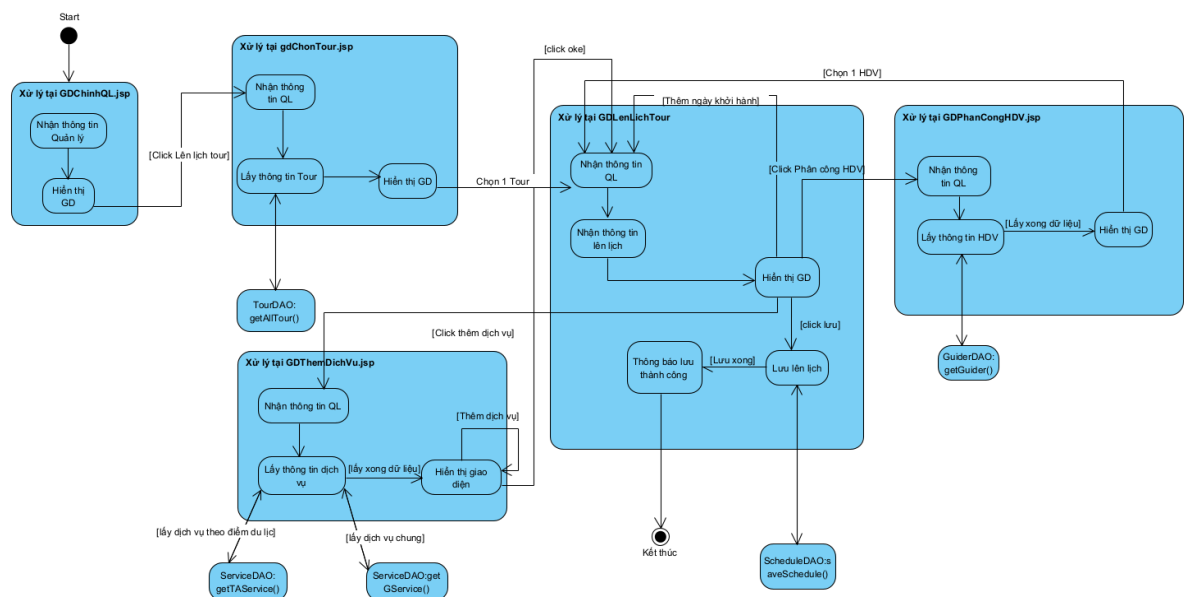 Start
Xử lý tại GDChinhQL.jsp
Nhận thông tin
Quản lý
Hiển thị
GD
[Click Lên lịch tour]
Xử lý tại gdChonTour.jsp
Nhận thông
tin QL
Lấy thông tin Tour
Hiển thị GD
Chọn 1 Tour
TourDAO:
getAllTour()
[click oke]
[Chọn 1 HDV]
[Thêm ngày khởi hành]
Xử lý tại GDLenLichTour
Nhận thông tin
QL
[Click Phân công HDV]
Nhận thông tin
lên lịch
Hiển thị GD
[click lưu]
Thông báo lưu
thành công
[Lưu xong]
Lưu lên lịch
Kết thúc
ScheduleDAO:s
aveSchedule()
Xử lý tại GDPhanCongHDV.jsp
Nhận thông
tin QL
Lấy thông tin HDV
[Lấy xong dữ liệu]
Hiển thị GD
GuiderDAO:
getGuider()
[Click thêm dịch vụ]
Xử lý tại GDThemDichVu.jsp
Nhận thông tin QL
[Thêm dịch vụ]
Lấy thông tin dịch
vụ
[lấy xong dữ liệu]
Hiển thị giao
diện
[lấy dịch vụ theo điểm du lịc]
[lấy dịch vụ chung]
ServiceDAO:
getTAService()
ServiceDAO:get
GService()